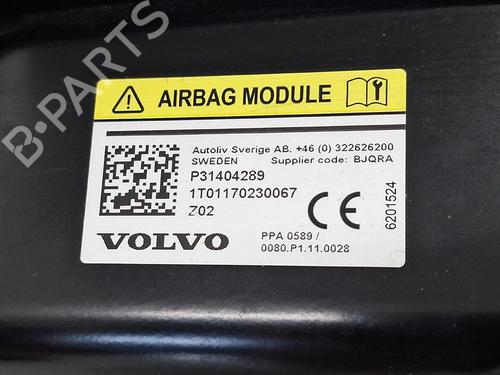 B-PARTS
AIRBAG MODULE
Autoliv Sverige AB. +46 (0) 322626200
SWEDEN Supplier code: BJQRA
P31404289
1T01170230067
Z02
CE
6201524
VOLVO
PPA 0589 /
0080.P1.11.0028